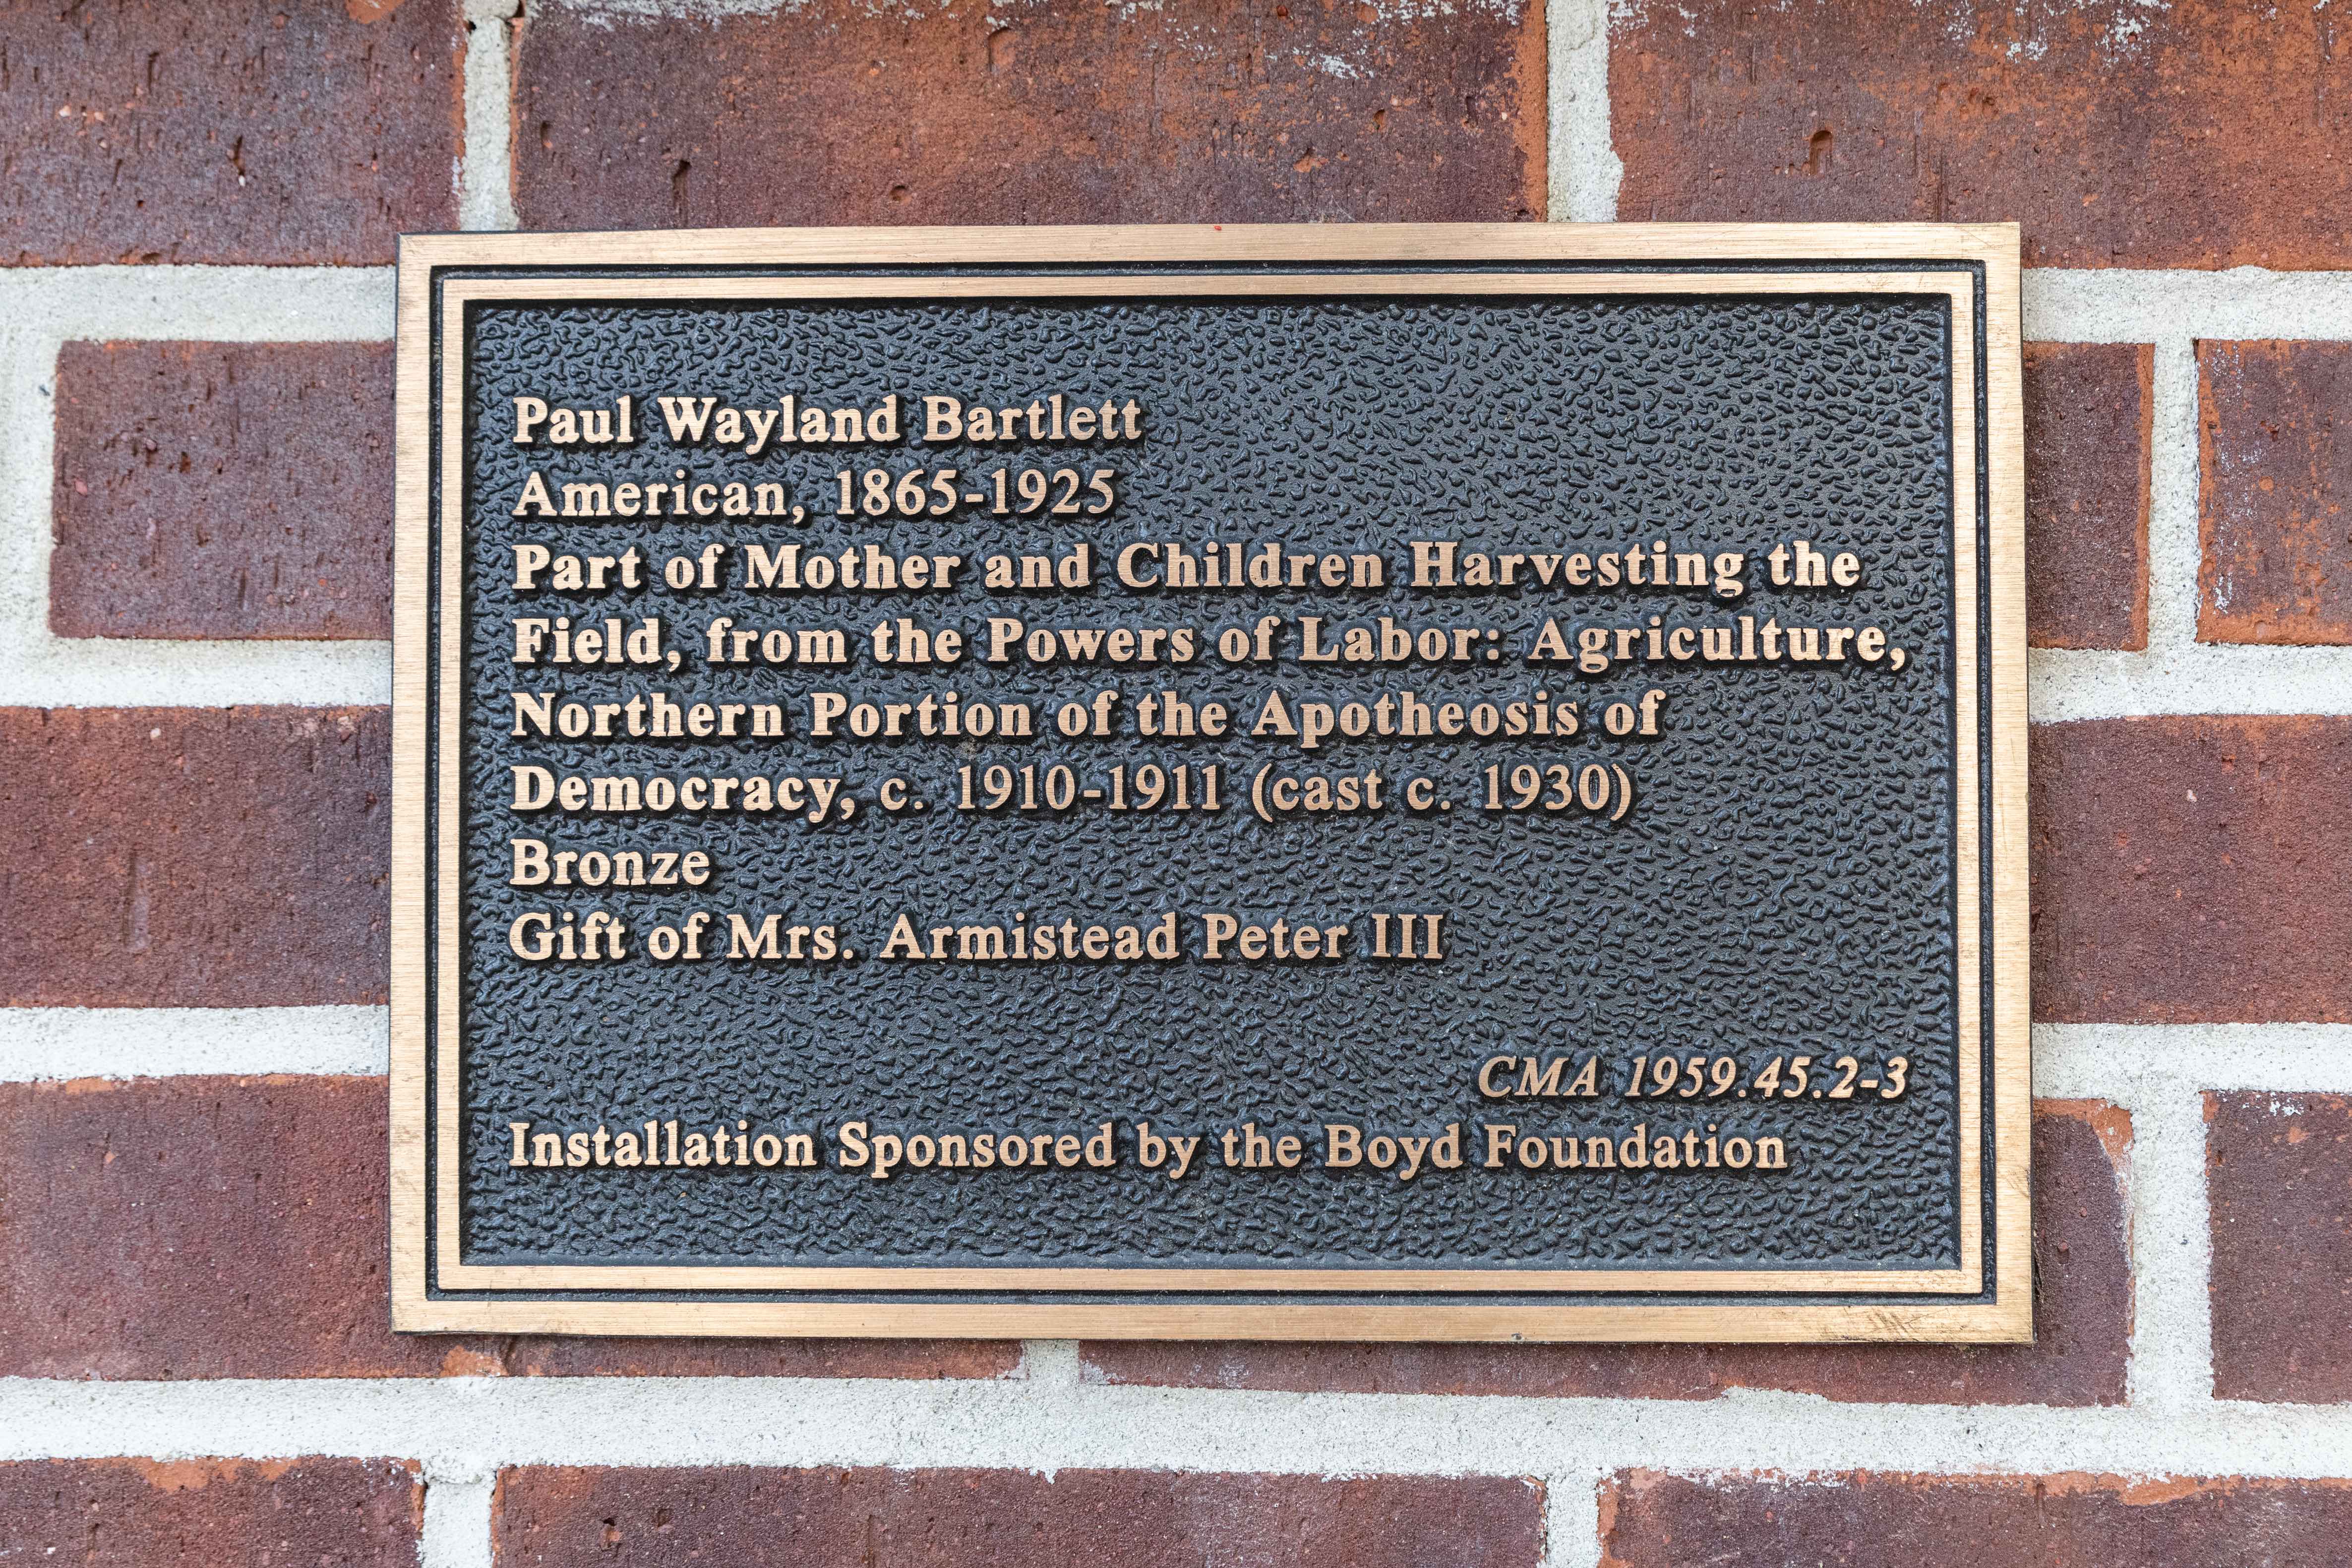 Paul Wayland Bartlett
American, 1865-1925
Part of Mother and Children Harvesting the
Field, from the Powers of Labor: Agriculture,
Northern Portion of the Apotheosis of
Democracy, c. 1910-1911 (cast c. 1930)
Bronze
Gift of Mrs. Armistead Peter III
CMA 1959.45.2-3
Installation Sponsored by the Boyd Foundation